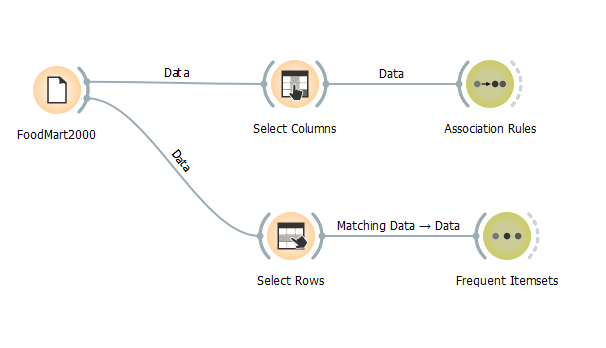 Data
Data
FoodMart2000
Select Columns
Association Rules
Data
Matching Data → Data
Select Rows
Frequent Itemsets